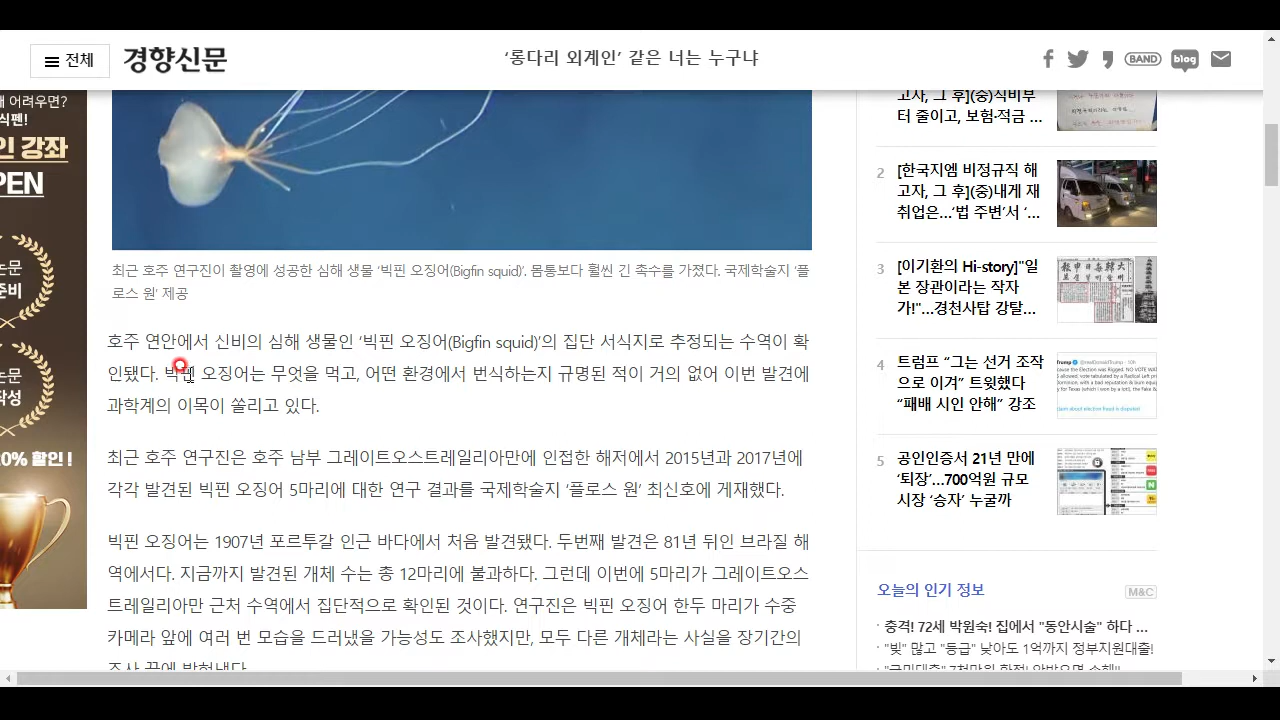 전체
경향신문
‘롱다리 외계인’ 같은 너는 누구냐
BAND
blog
어려우면?
인 강좌
PEN
논문
준비
논문
작성
20% 할인 !
최근 호주 연구진이 촬영에 성공한 심해 생물 '빅핀 오징어(Bigfin squid)'. 몸통보다 훨씬 긴 촉수를 가졌다. 국제학술지 ‘플
로스 원’ 제공
호주 연안에서 신비의 심해 생물인 ‘빅핀 오징어(Bigfin squid)’의 집단 서식지로 추정되는 수역이 확
인됐다. 빅핀 오징어는 무엇을 먹고, 어떤 환경에서 번식하는지 규명된 적이 거의 없어 이번 발견에
과학계의 이목이 쏠리고 있다.
최근 호주 연구진은 호주 남부 그레이트오스트레일리아만에 인접한 해저에서 2015년과 2017년에
각각 발견된 빅핀 오징어 5마리에 대한 연구 결과를 국제학술지 ‘플로스 원’ 최신호에 게재했다.
빅핀 오징어는 1907년 포르투갈 인근 바다에서 처음 발견됐다. 두번째 발견은 81년 뒤인 브라질 해
역에서다. 지금까지 발견된 개체 수는 총 12마리에 불과하다. 그런데 이번에 5마리가 그레이트오스
트레일리아만 근처 수역에서 집단적으로 확인된 것이다. 연구진은 빅핀 오징어 한두 마리가 수중
카메라 앞에 여러 번 모습을 드러냈을 가능성도 조사했지만, 모두 다른 개체라는 사실을 장기간의
조사 끝에 밝혀냈다.
고자, 그 후](중)식비부
터 줄이고, 보험·적금 ...
2
[한국지엠 비정규직 해
고자, 그 후](중)내게 재
취업은...‘법 주변’서 ‘...
3
[이기환의 Hi-story]"일
본 장관이라는 작자
가!"...경천사탑 강탈...
4
트럼프 “그는 선거 조작
으로 이겨” 트윗했다
“패배 시인 안해” 강조
5
공인인증서 21년 만에
‘퇴장’...700억원 규모
시장 ‘승자’ 누굴까
오늘의 인기 정보
M&C
충격! 72세 박원숙! 집에서 "동안시술" 하다 ...
"빚" 많고 "등급" 낮아도 1억까지 정부지원대출!